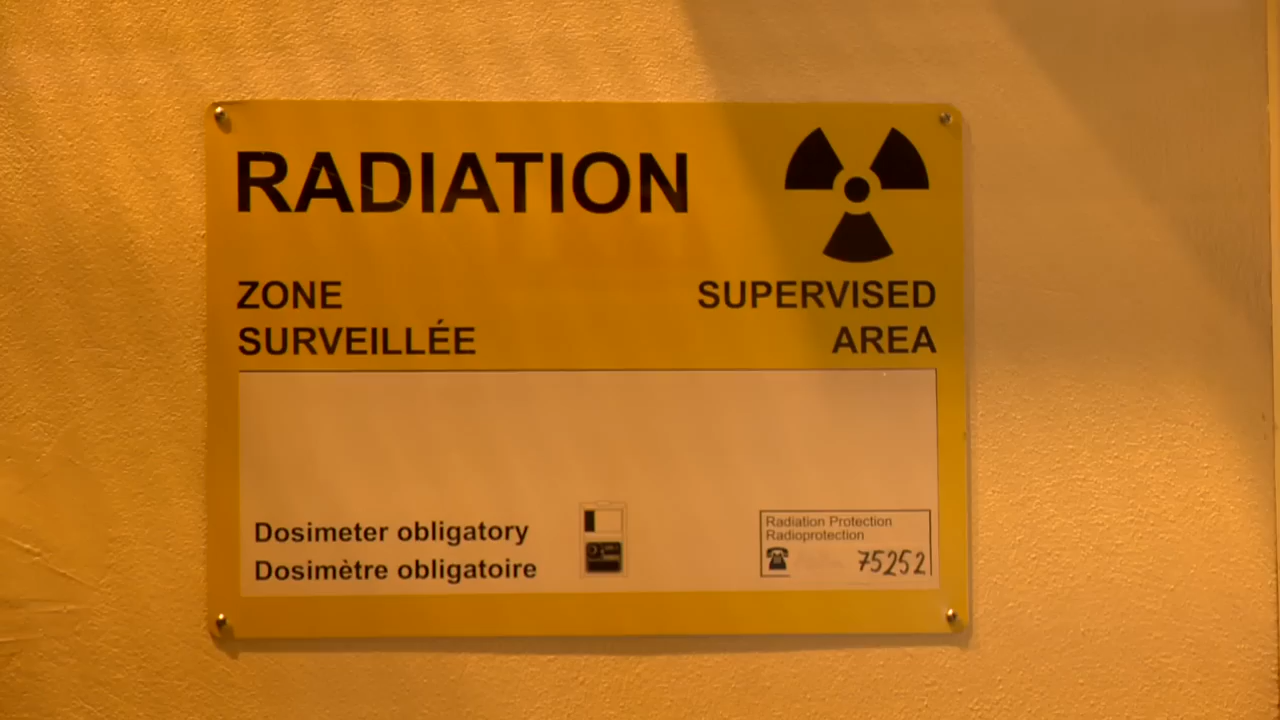 RADIATION
ZONE
SURVEILLÉE
SUPERVISED
AREA
Dosimeter obligatory
Dosimètre obligatoire
Radiation Protection
Radioprotection
75252